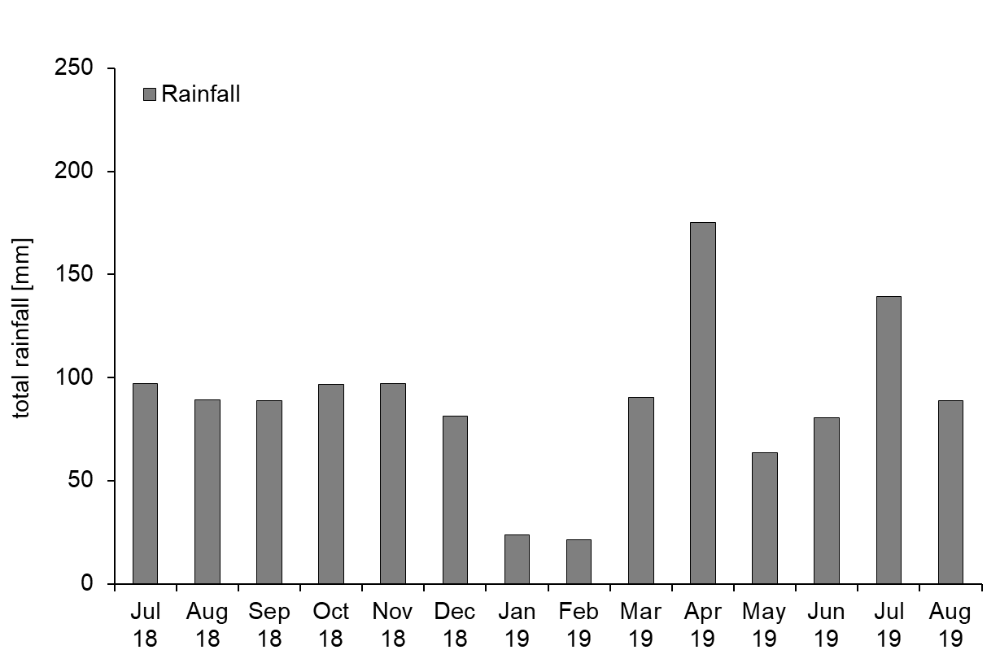 250
Rainfall
200
150
100
50
0
total rainfall [mm]
Jul Aug Sep Oct Nov Dec Jan Feb Mar Apr May Jun Jul Aug
18 18 18 18 18 18 19 19 19 19 19 19 19 19